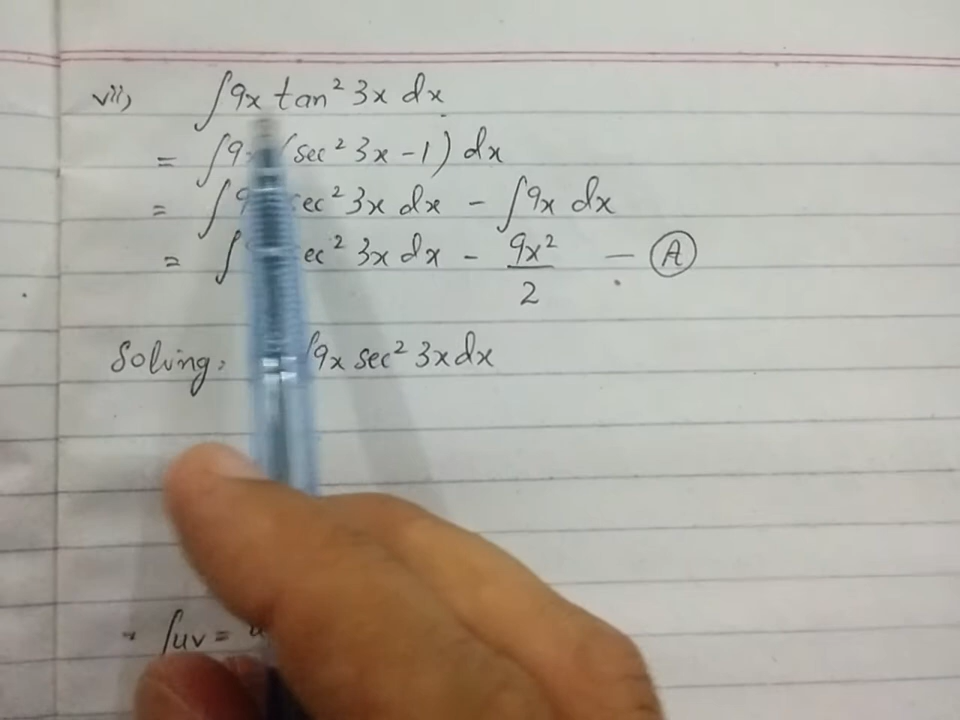 vii) ∫9x tan² 3x dx
= ∫9x (sec² 3x - 1) dx
= ∫9 sec² 3x dx - ∫9x dx
= ∫ ec² 3x dx - 9x²/2 — (A)
Solving: ∫9x sec² 3x dx
∫uv = u